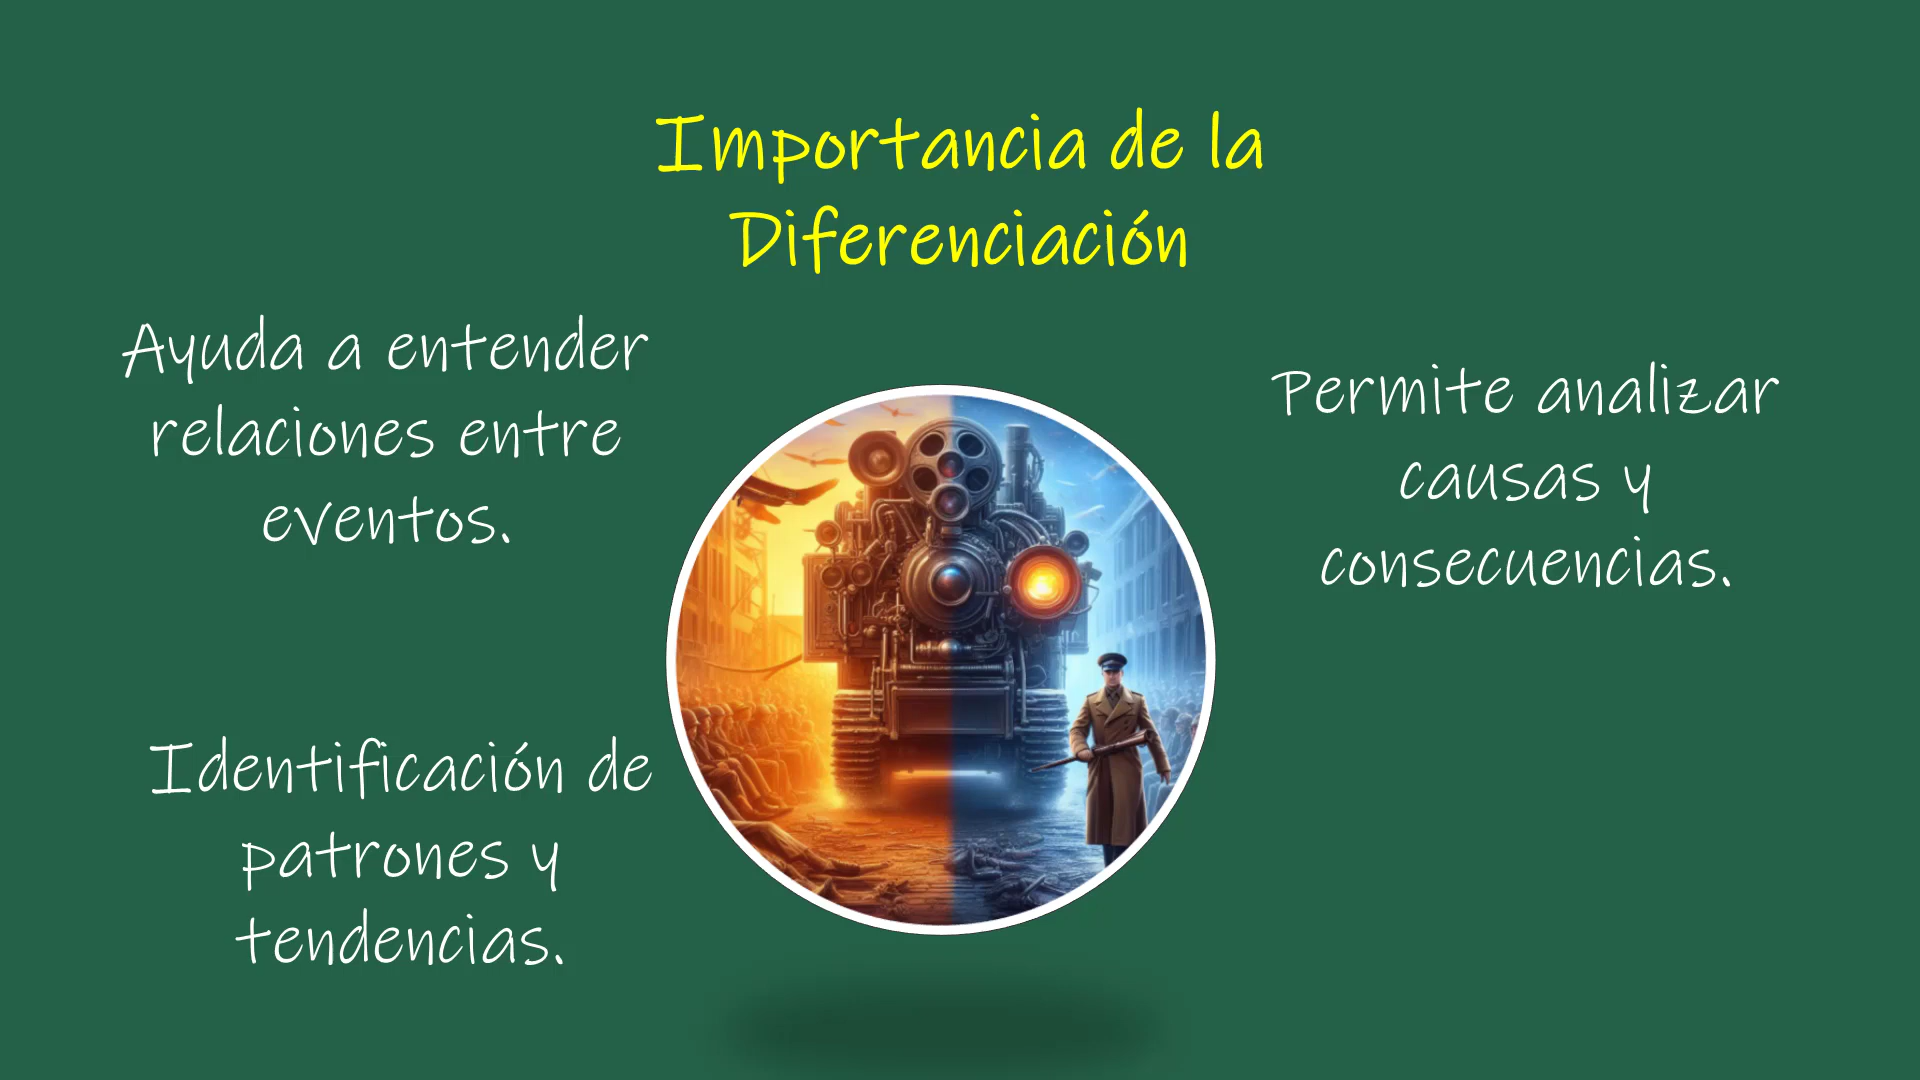 Importancia de la
Diferenciación
Ayuda a entender
relaciones entre
eventos.
Permite analizar
causas y
consecuencias.
Identificación de
patrones y
tendencias.